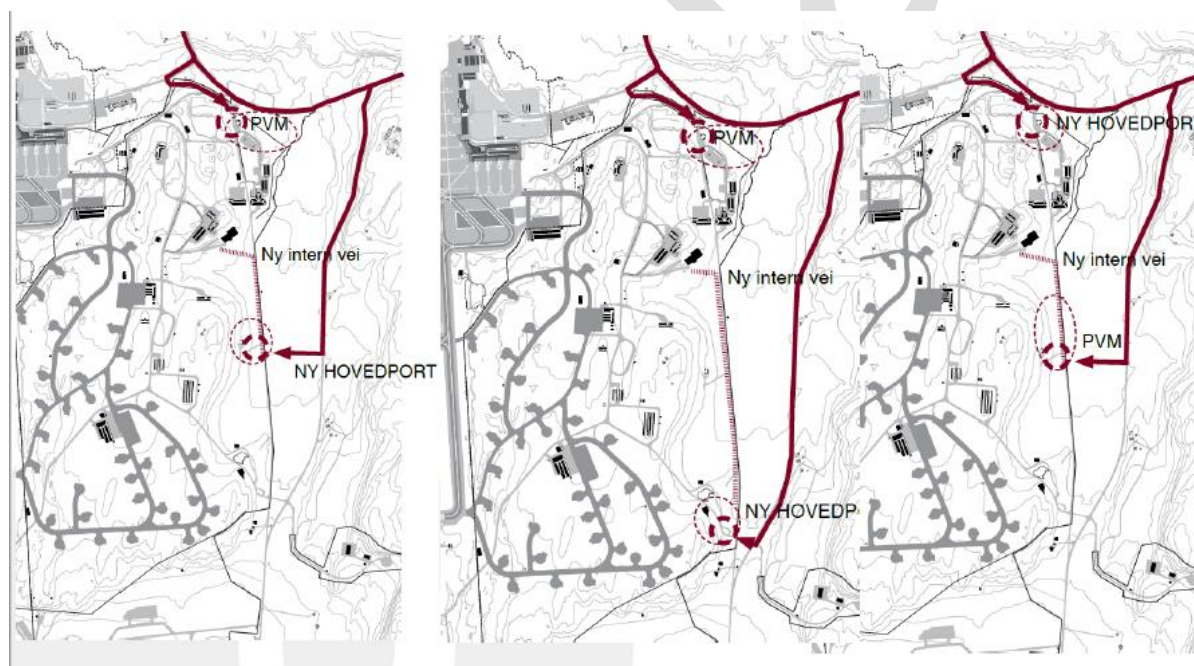 PVM
Ny intern vei
NY HOVEDPORT
PVM
Ny intern vei
NY HOVEDP
NY HOVEDPOR
Ny intern vei
PVM